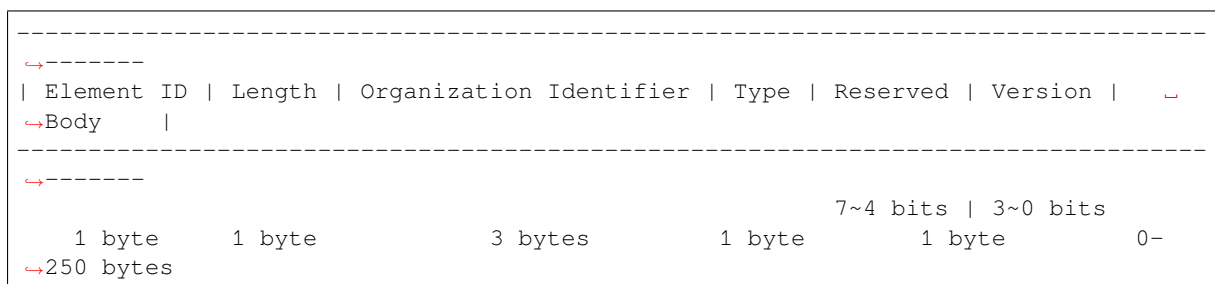 -------------------------------------------------------------------------------------
↪-------
| Element ID | Length | Organization Identifier | Type | Reserved | Version |   ␣
↪Body    |
-------------------------------------------------------------------------------------
↪-------
                                                           7~4 bits | 3~0 bits
    1 byte     1 byte              3 bytes         1 byte        1 byte         0-
↪250 bytes